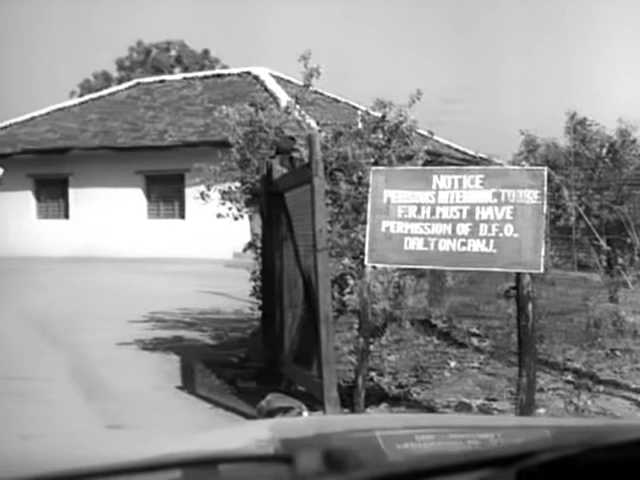 NOTICE
PERSONS INTENDING TO USE
F.R.H. MUST HAVE
PERMISSION OF D.F.O.
DALTONGANJ.